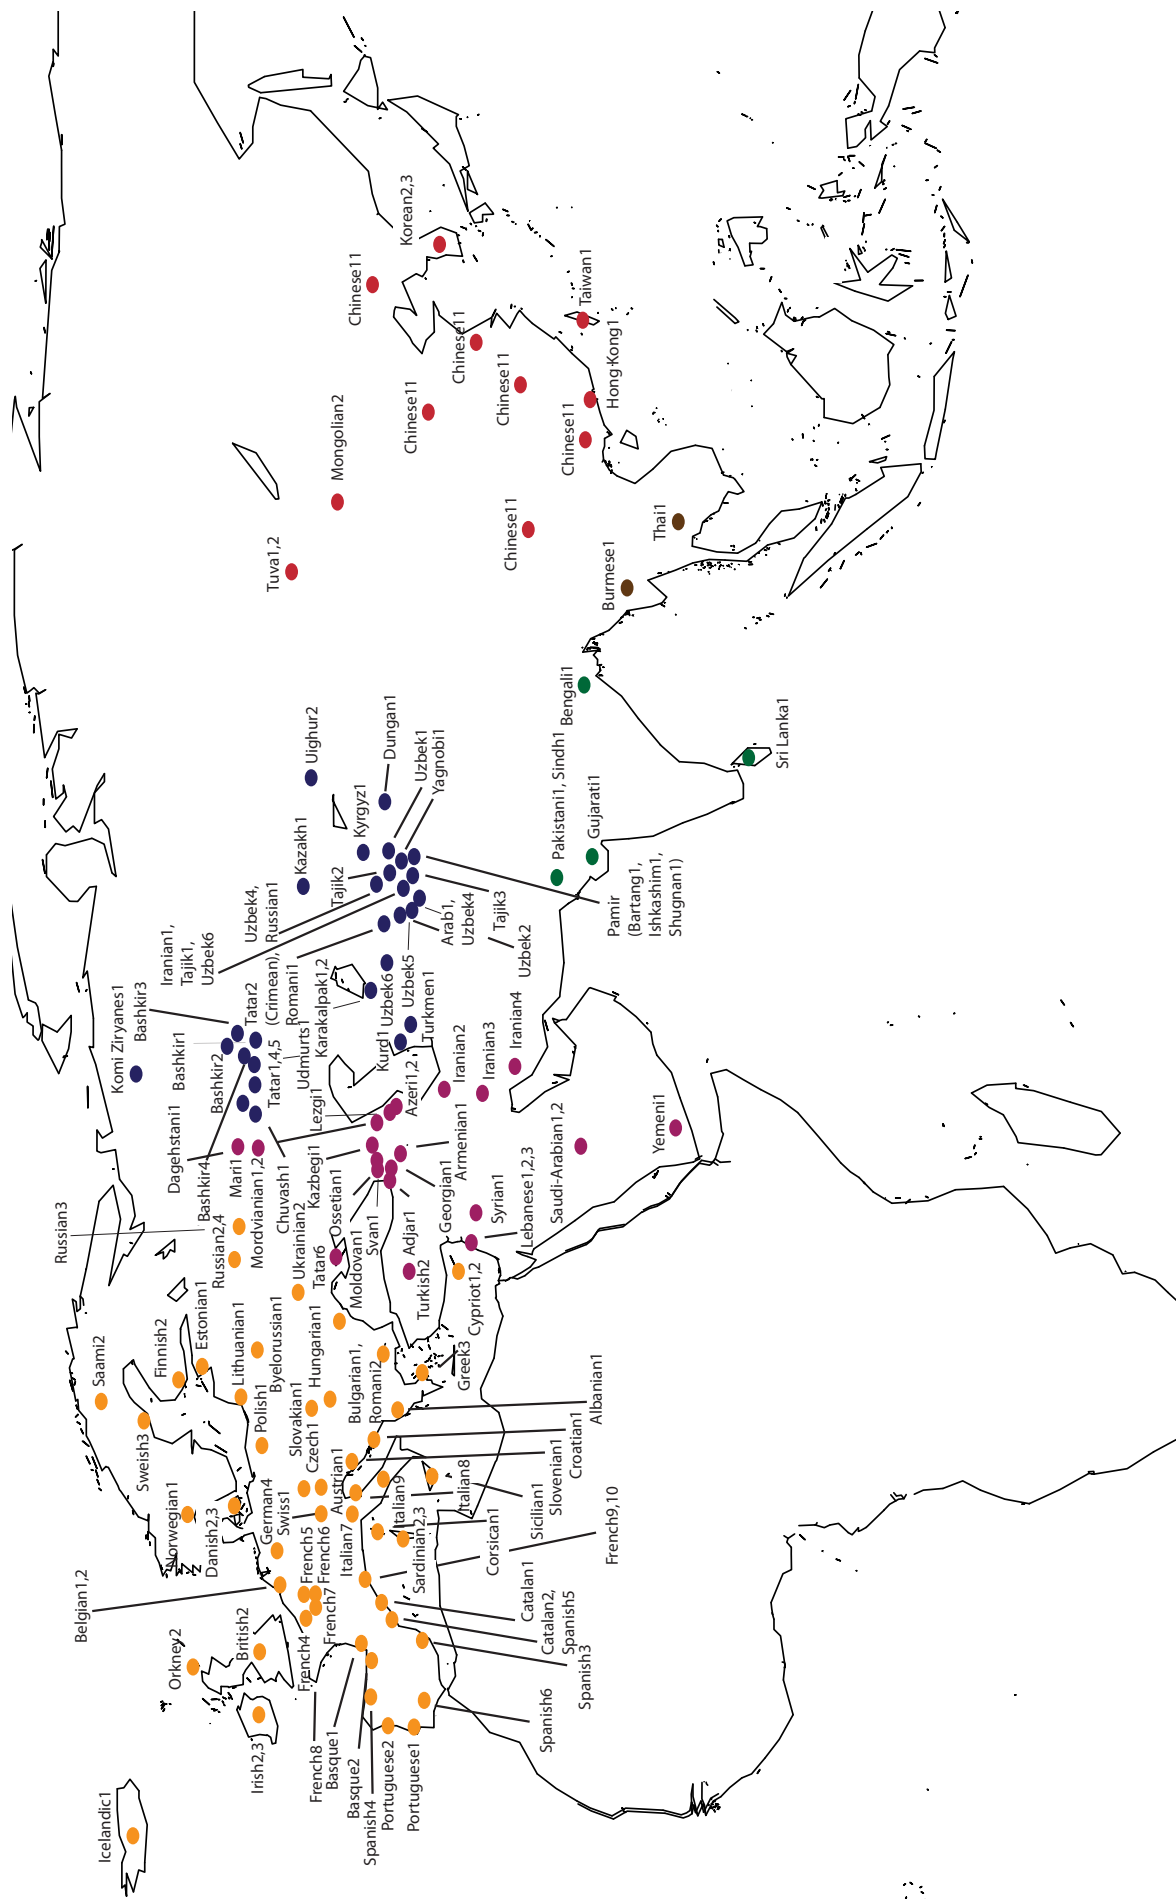 Icelandic1
Irish2,3
Orkney2
British2
Belgian1,2
French4
French8
Basque1
Basque2
Spanish4
Portuguese2
Portuguese1
Spanish6
Spanish3
Catalan2,
Spanish5
Catalan1
French9,10
French7
French6
French5
Corsican1
Sardinian2,3
Sicilian1
Slovenian1
Croatian1
Albanian1
Italian7
Italian9
Italian8
Swiss1
German4
Austrian1
Czech1
Slovakian1
Danish2,3
Norwegian1
Sweish3
Saami2
Finnish2
Estonian1
Lithuanian1
Polish1
Byelorussian1
Hungarian1
Bulgarian1,
Romani2
Greek3
Cypriot1,2
Moldovan1
Ukrainian2
Tatar6
Russian3
Russian2,4
Mordvianian1,2
Mari1
Bashkir4
Dagehstani1
Chuvash1
Kazbegi1
Ossetian1
Svan1
Adjar1
Turkish2
Georgian1
Armenian1
Syrian1
Lebanese1,2,3
Saudi-Arabian1,2
Yemeni1
Lezgi1
Azeri1,2
Iranian2
Iranian3
Iranian4
Komi Ziryanes1
Bashkir3
Bashkir1
Bashkir2
Tatar1,4,5
Udmurts1
Tatar2
(Crimean),
Romani1
Karakalpak1,2
Kurd1
Uzbek6
Uzbek5
Turkmen1
Iranian1,
Tajik1,
Uzbek6
Uzbek4,
Russian1
Tajik2
Kazakh1
Kyrgyz1
Uighur2
Dungan1
Uzbek1
Yagnobi1
Arab1,
Uzbek4
Tajik3
Uzbek2
Pamir
(Bartang1,
Ishkashim1,
Shugnan1)
Pakistani1, Sindh1
Gujarati1
Sri Lanka1
Bengali1
Burmese1
Thai1
Tuva1,2
Mongolian2
Chinese11
Chinese11
Chinese11
Chinese11
Chinese11
Chinese11
Hong Kong1
Taiwan1
Korean2,3